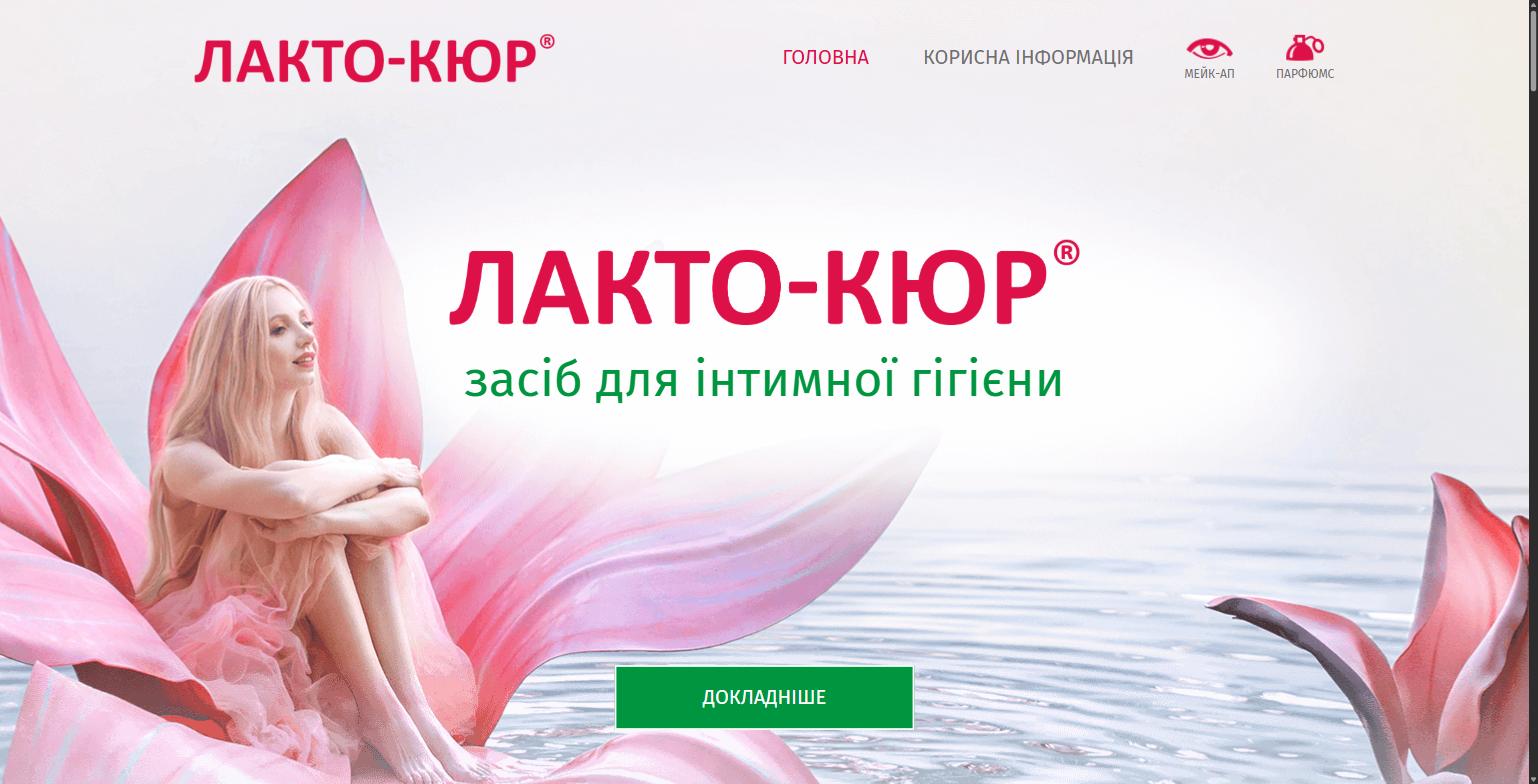 ЛАКТО-КЮР®
ГОЛОВНА
КОРИСНА ІНФОРМАЦІЯ
МЕЙК-АП
ПАРФЮМС
ЛАКТО-КЮР®
засіб для інтимної гігієни
ДОКЛАДНІШЕ